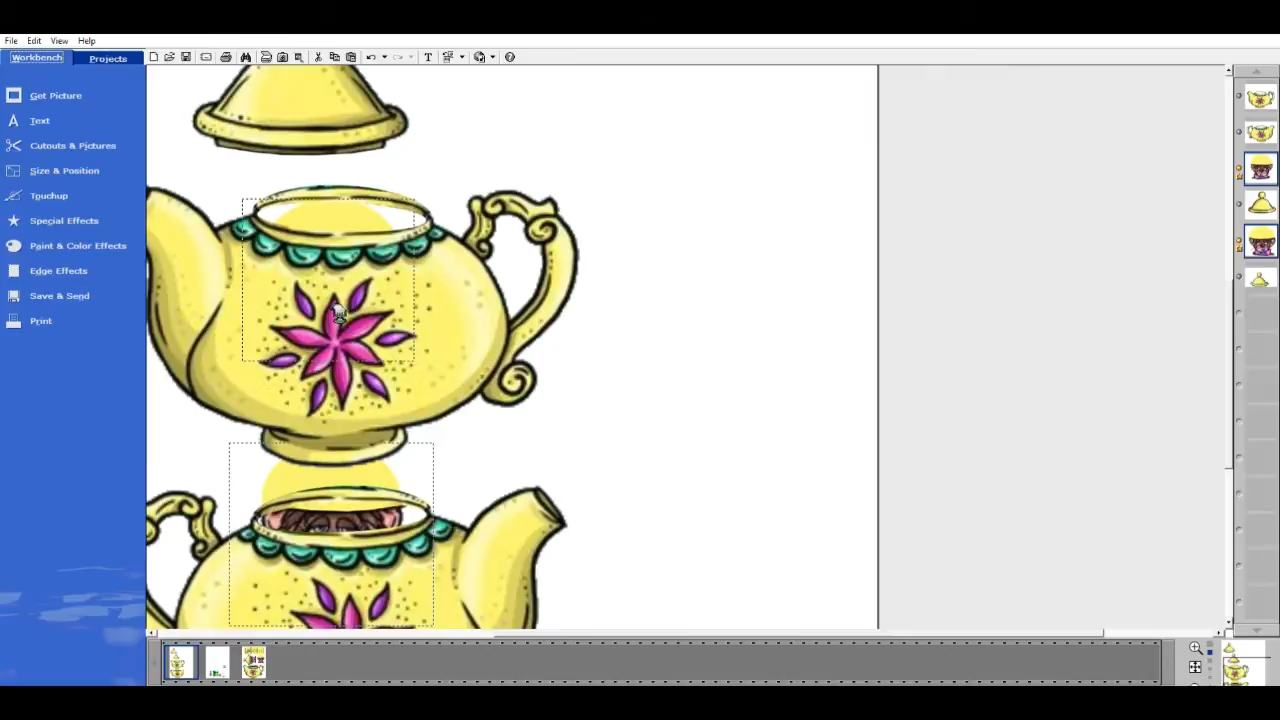 File Edit View Help
Workbench Projects
Get Picture
Text
Cutouts & Pictures
Size & Position
Touchup
Special Effects
Paint & Color Effects
Edge Effects
Save & Send
Print